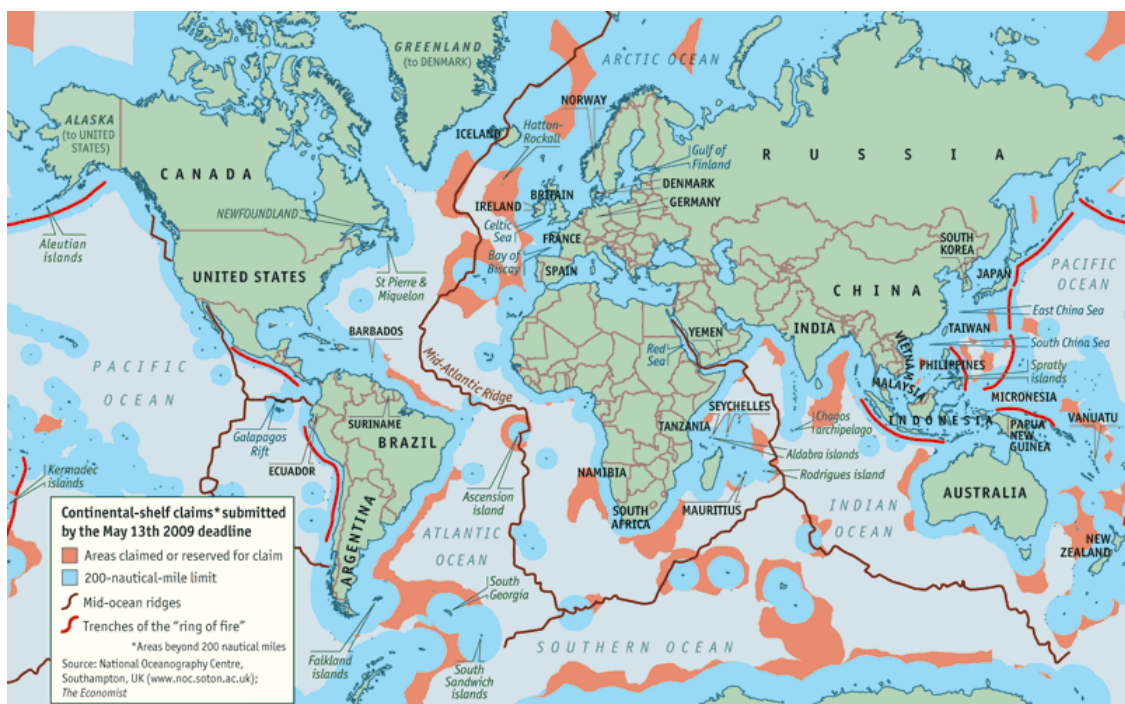 GREENLAND
(to DENMARK)
ARCTIC OCEAN
NORWAY
ICELAND
Hatton-
Rockall
ALASKA
(to UNITED
STATES)
RUSSIA
Gulf of
Finland
CANADA
BRITAIN
DENMARK
IRELAND
GERMANY
NEWFOUNDLAND
Celtic
Sea
FRANCE
Aleutian
islands
Bay of
Biscay
SOUTH
KOREA
PACIFIC
OCEAN
UNITED STATES
SPAIN
JAPAN
St Pierre &
Miquelon
CHINA
East China Sea
BARBADOS
YEMEN
INDIA
TAIWAN
South China Sea
Red
Sea
VIETNAM
PHILIPPINES
Spratly
islands
PACIFIC
OCEAN
Mid-Atlantic Ridge
MALAYSIA
MICRONESIA
SEYCHELLES
SURINAME
TANZANIA
Chagos
archipelago
INDONESIA
VANUATU
Galapagos
Rift
BRAZIL
PAPUA
NEW
GUINEA
Aldabra islands
ECUADOR
Kermadec
islands
NAMIBIA
Rodrigues island
Ascension
island
AUSTRALIA
SOUTH
AFRICA
MAURITIUS
INDIAN
OCEAN
ATLANTIC
OCEAN
NEW
ZEALAND
ARGENTINA
South
Georgia
SOUTHERN OCEAN
Falkland
islands
South
Sandwich
islands
Continental-shelf claims* submitted
by the May 13th 2009 deadline
Areas claimed or reserved for claim
200-nautical-mile limit
Mid-ocean ridges
Trenches of the "ring of fire"
*Areas beyond 200 nautical miles
Source: National Oceanography Centre,
Southampton, UK (www.noc.soton.ac.uk);
The Economist